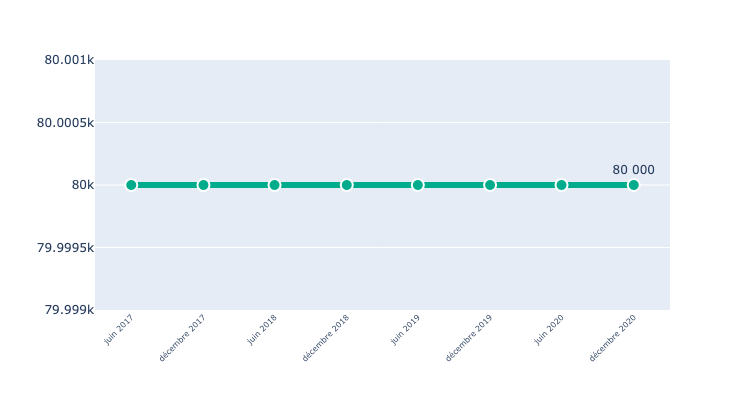 80.001k
80.0005k
80 000
80k
79.9995k
79.999k
juin 2017
décembre 2017
juin 2018
décembre 2018
juin 2019
décembre 2019
juin 2020
décembre 2020